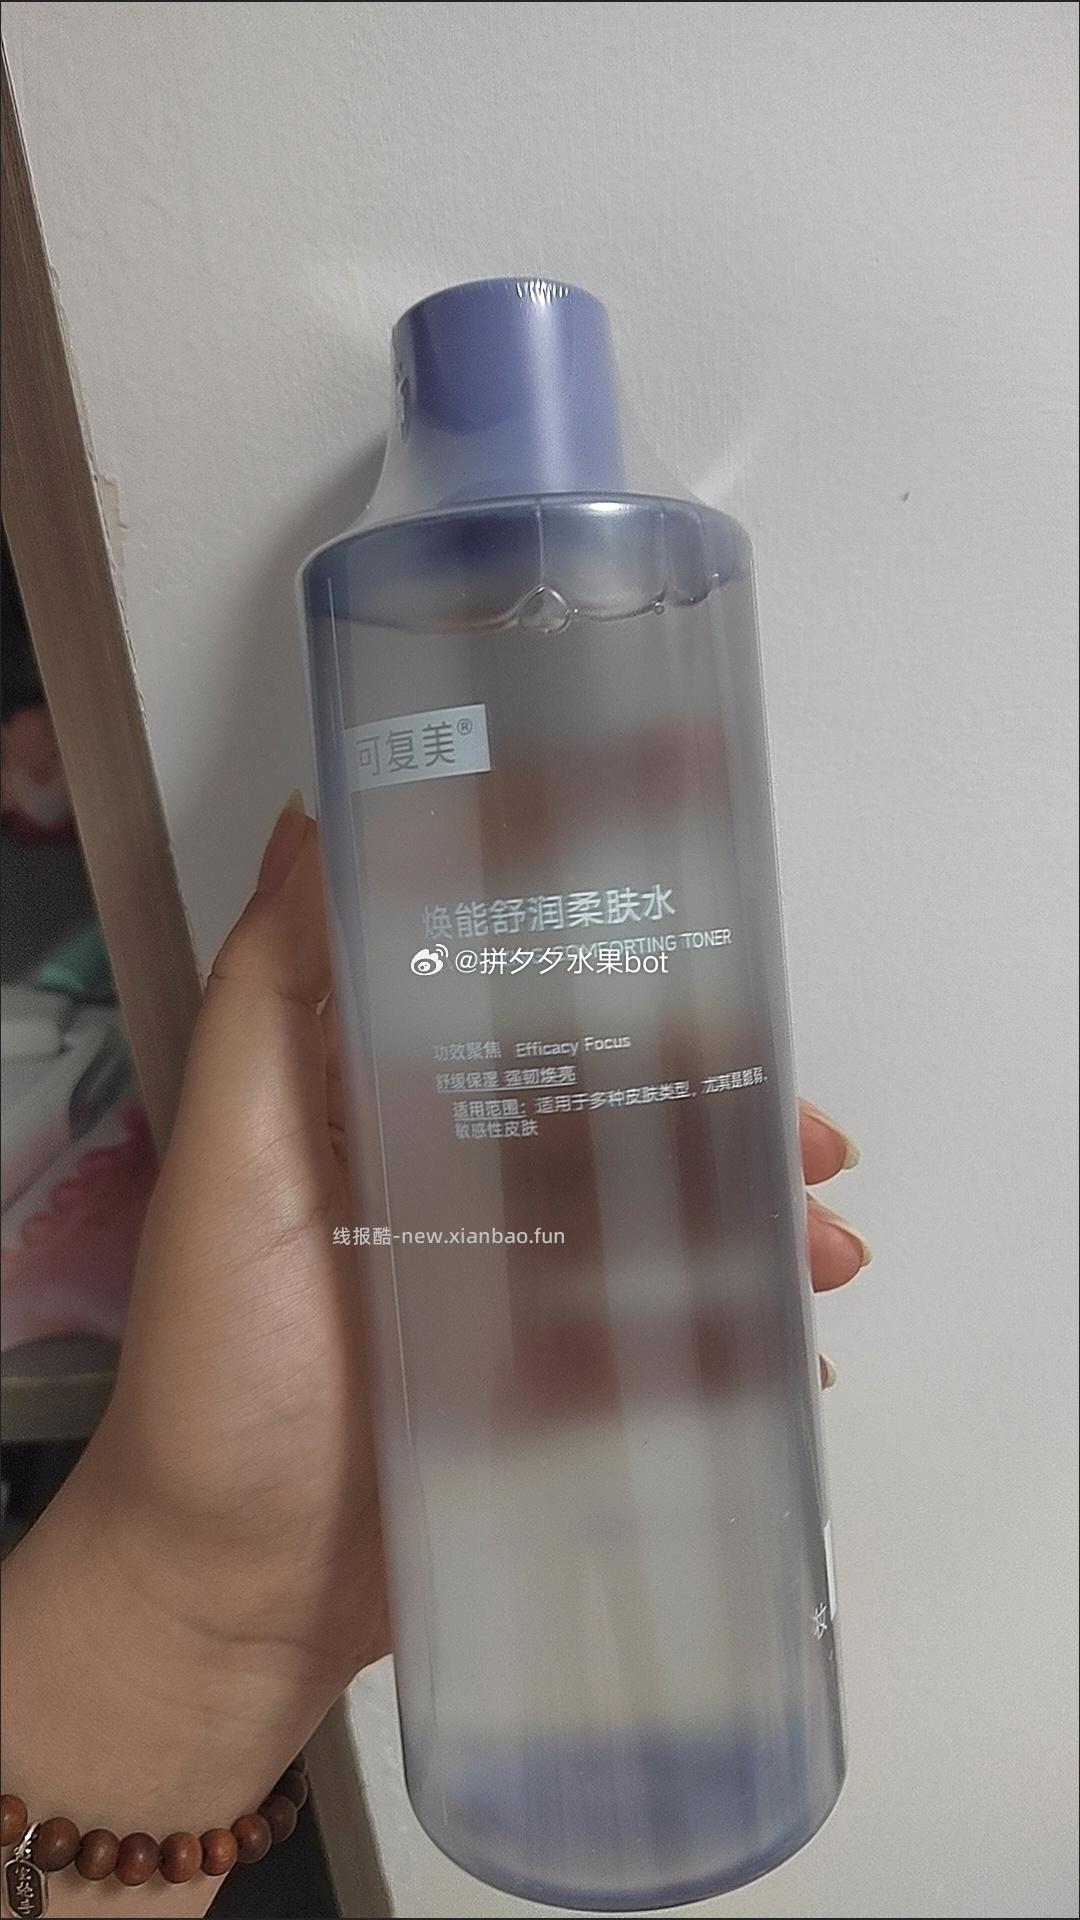 可复美®
焕能舒润柔肤水
COMFORTING TONER
@拼夕夕水果bot
功效聚焦 Efficacy Focus
舒缓保湿 强韧焕亮
适用范围：适用于多种皮肤类型，尤其是脆弱、
敏感性皮肤
线报酷-new.xianbao.fun
妆